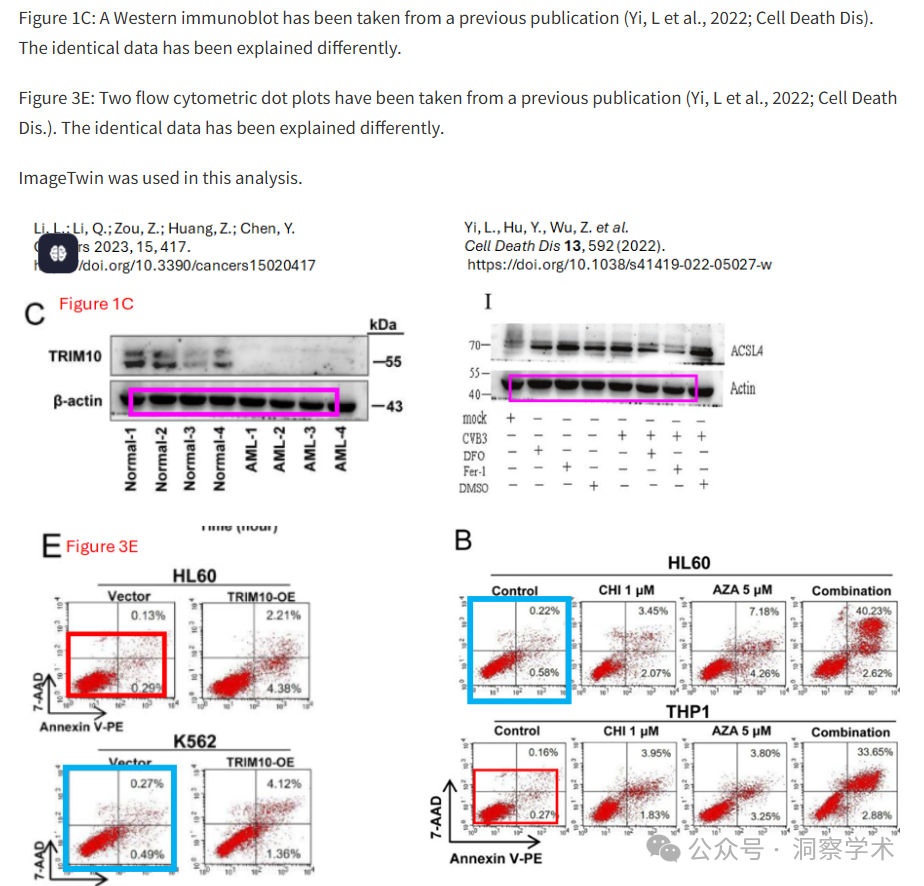 Figure 1C: A Western immunoblot has been taken from a previous publication (Yi, L et al., 2022; Cell Death Dis).
The identical data has been explained differently.
Figure 3E: Two flow cytometric dot plots have been taken from a previous publication (Yi, L et al., 2022; Cell Death
Dis.). The identical data has been explained differently.
ImageTwin was used in this analysis.
Li, L.; Li, Q.; Zou, Z.; Huang, Z.; Chen, Y.
rs 2023, 15, 417.
/doi.org/10.3390/cancers15020417
Yi, L., Hu, Y., Wu, Z. et al.
Cell Death Dis 13, 592 (2022).
https://doi.org/10.1038/s41419-022-05027-w
C Figure 1C
kDa
TRIM10
55
β-actin
43
Normal-1
Normal-2
Normal-3
Normal-4
AML-1
AML-2
AML-3
AML-4
I
70
ACSL4
55
40
Actin
mock + − − − − − − −
CVB3 − − − − + + + +
DFO − + − − − + − −
Fer-1 − − + − − − + −
DMSO − − − + − − − +
Time (hour)
E Figure 3E
HL60
Vector TRIM10-OE
0.13% 2.21%
0.29% 4.38%
7-AAD
Annexin V-PE
K562
Vector TRIM10-OE
0.27% 4.12%
0.49% 1.36%
7-AAD
B
HL60
Control CHI 1 μM AZA 5 μM Combination
0.22% 3.45% 7.18% 40.23%
0.58% 2.07% 4.26% 2.62%
THP1
Control CHI 1 μM AZA 5 μM Combination
0.16% 3.95% 3.80% 33.65%
0.27% 1.83% 3.25% 2.88%
7-AAD
Annexin V-PE
公众号 · 洞察学术